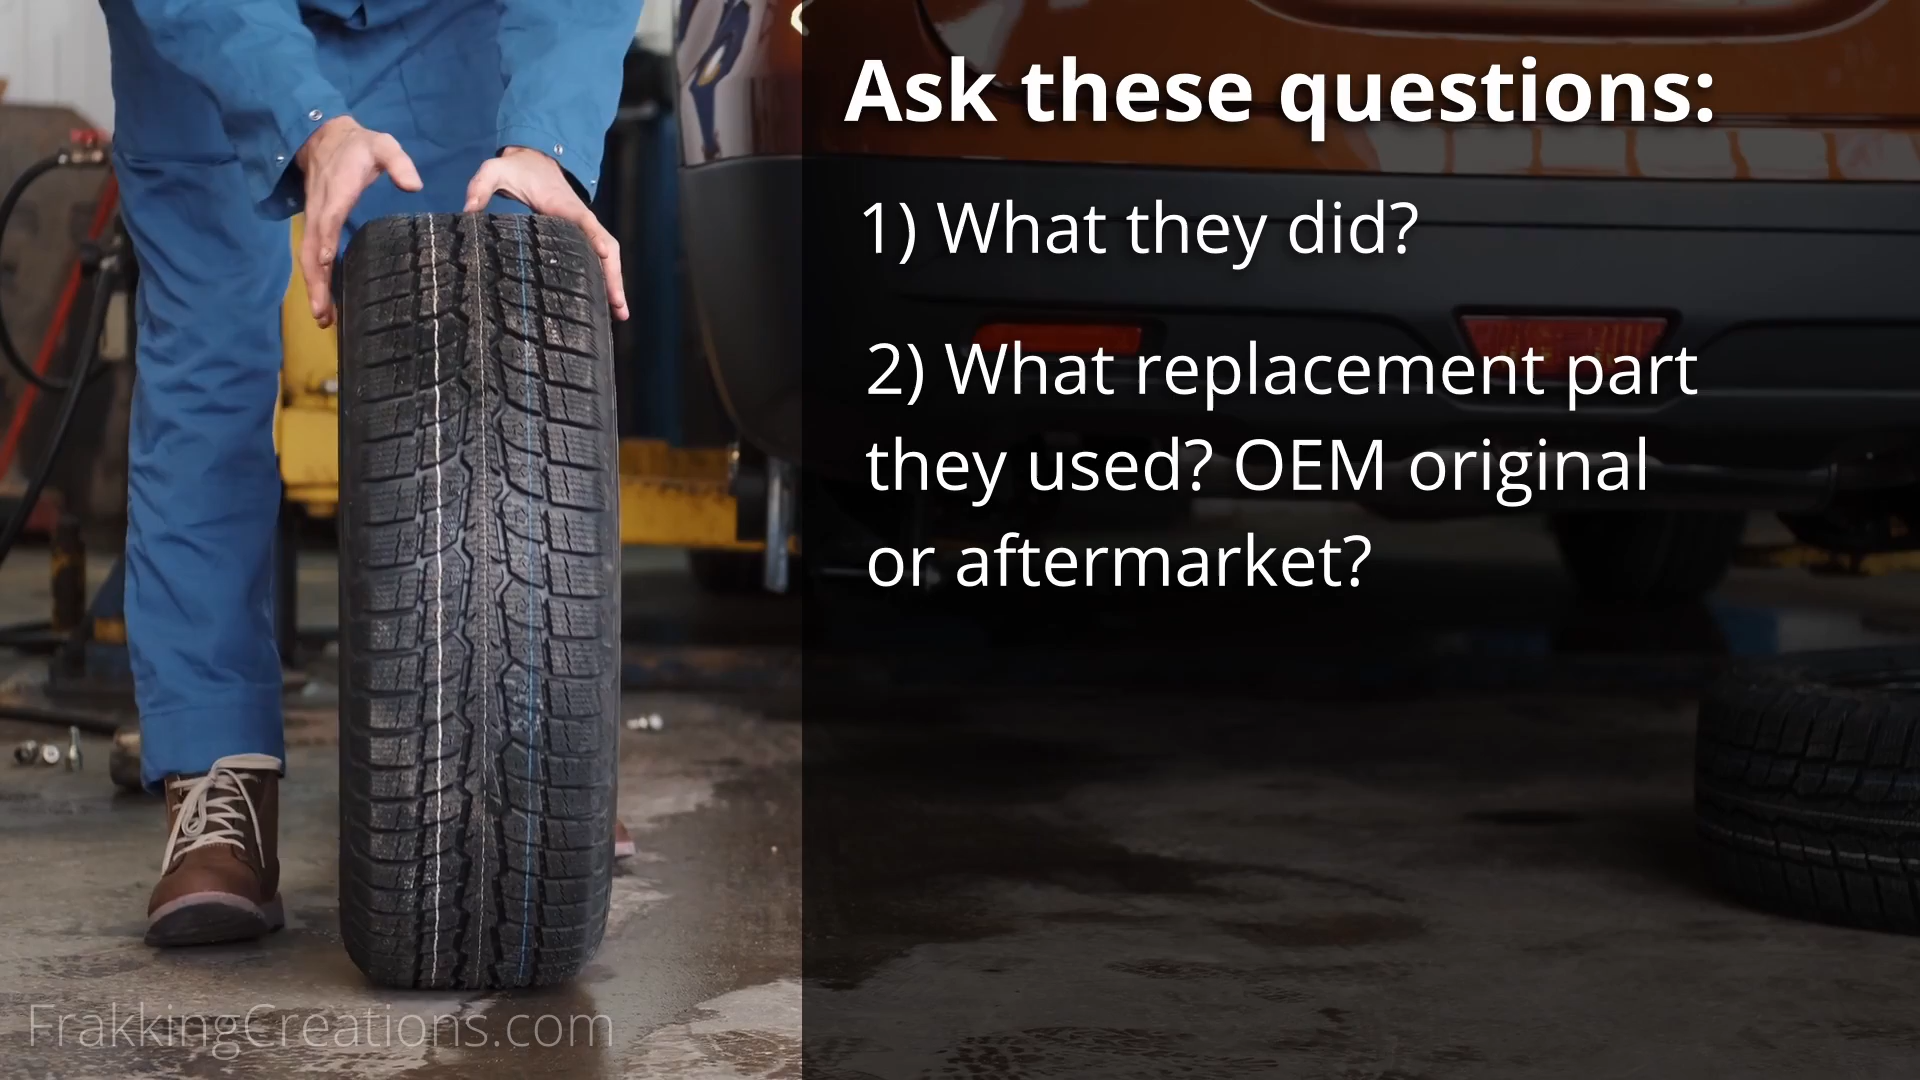 Ask these questions:
1) What they did?
2) What replacement part
they used? OEM original
or aftermarket?
FrakkingCreations.com